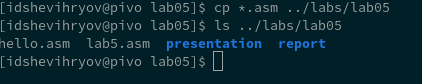 [idshevihryov@pivo lab05]$ cp *.asm ../labs/lab05
[idshevihryov@pivo lab05]$ ls ../labs/lab05
hello.asm  lab5.asm  presentation  report
[idshevihryov@pivo lab05]$